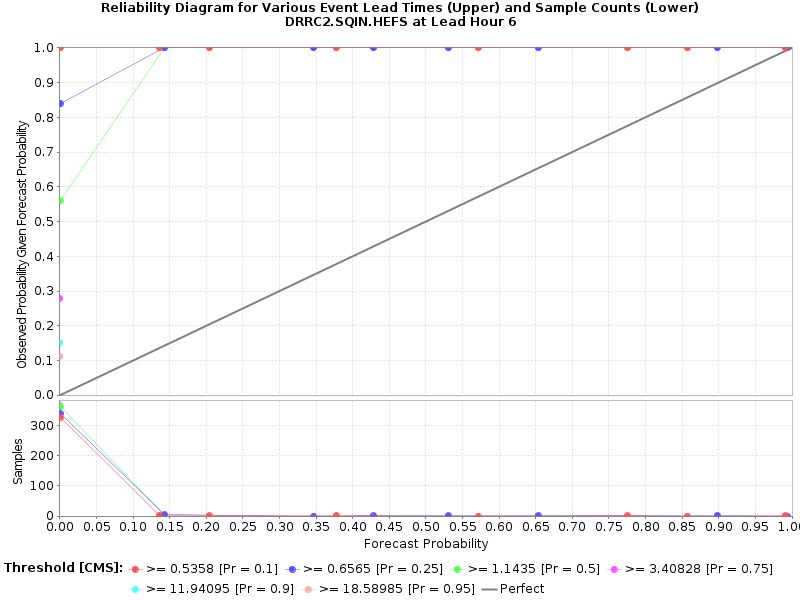 Reliability Diagram for Various Event Lead Times (Upper) and Sample Counts (Lower)
DRRC2.SQIN.HEFS at Lead Hour 6
Observed Probability Given Forecast Probability
1.0
0.9
0.8
0.7
0.6
0.5
0.4
0.3
0.2
0.1
0.0
Samples
300
200
100
0
0.00 0.05 0.10 0.15 0.20 0.25 0.30 0.35 0.40 0.45 0.50 0.55 0.60 0.65 0.70 0.75 0.80 0.85 0.90 0.95 1.0
Forecast Probability
Threshold [CMS]: >= 0.5358 [Pr = 0.1] >= 0.6565 [Pr = 0.25] >= 1.1435 [Pr = 0.5] >= 3.40828 [Pr = 0.75]
>= 11.94095 [Pr = 0.9] >= 18.58985 [Pr = 0.95] Perfect